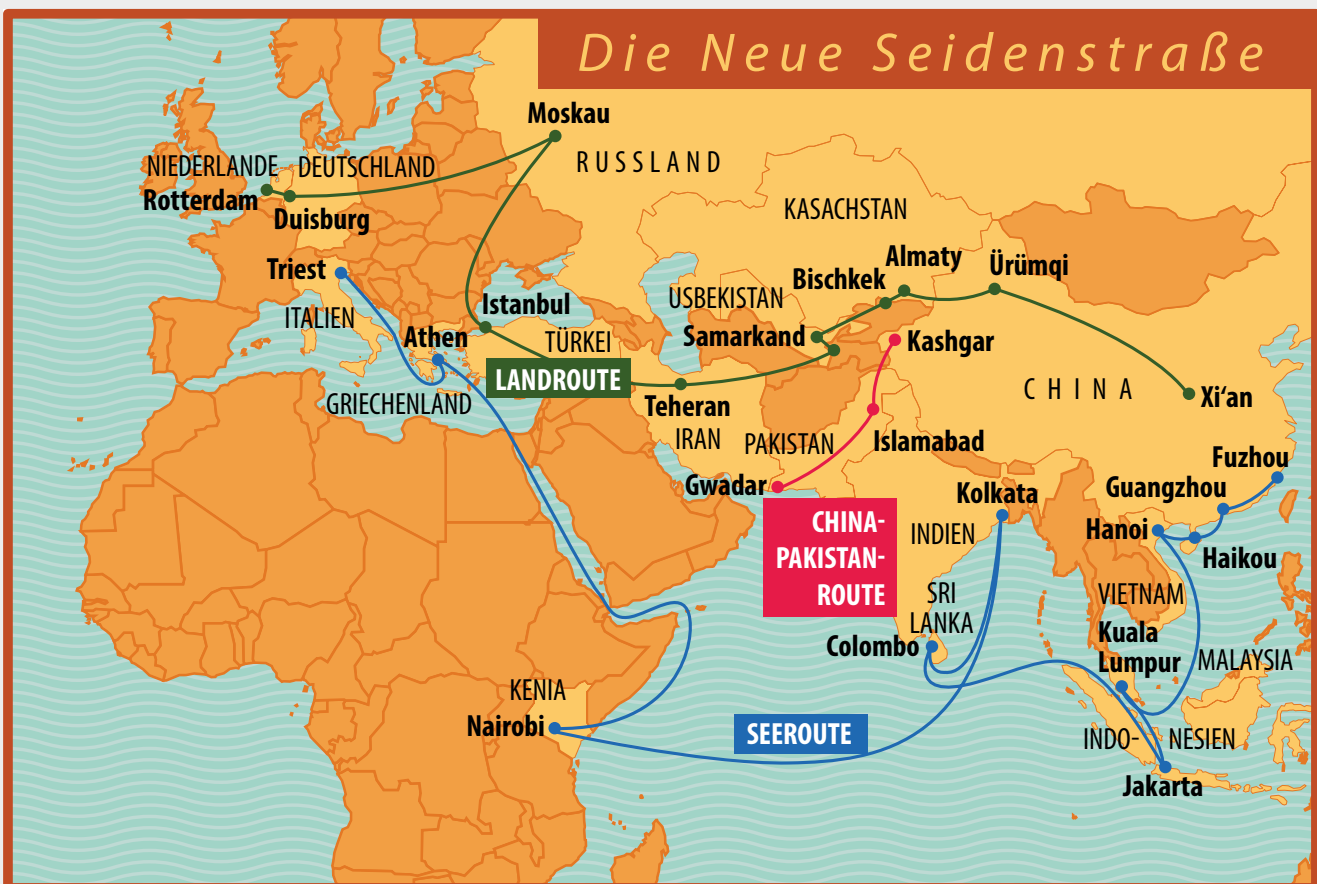 Die Neue Seidenstraße
Moskau
RUSSLAND
NIEDERLANDE
DEUTSCHLAND
Rotterdam
Duisburg
KASACHSTAN
Triest
Almaty
Ürümqi
Bischkek
USBEKISTAN
Istanbul
ITALIEN
Athen
TÜRKEI
Samarkand
Kashgar
LANDROUTE
CHINA
Xi‘an
GRIECHENLAND
Teheran
IRAN
PAKISTAN
Islamabad
Fuzhou
Gwadar
Kolkata
Guangzhou
CHINA-
PAKISTAN-
ROUTE
INDIEN
Hanoi
Haikou
SRI
LANKA
VIETNAM
Colombo
Kuala
Lumpur
MALAYSIA
KENIA
Nairobi
SEEROUTE
INDO-
NESIEN
Jakarta